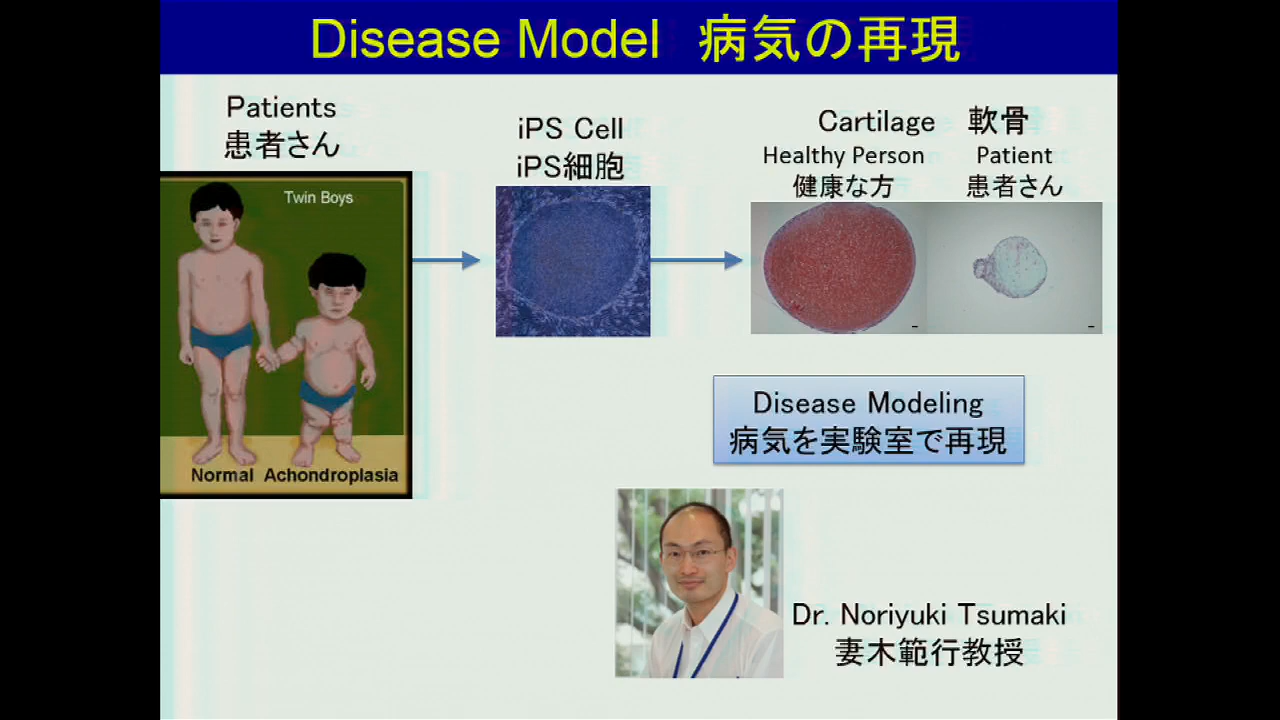 Disease Model 病気の再現
Patients
患者さん
Twin Boys
Normal Achondroplasia
iPS Cell
iPS細胞
Cartilage 軟骨
Healthy Person Patient
健康な方 患者さん
Disease Modeling
病気を実験室で再現
Dr. Noriyuki Tsumaki
妻木範行教授